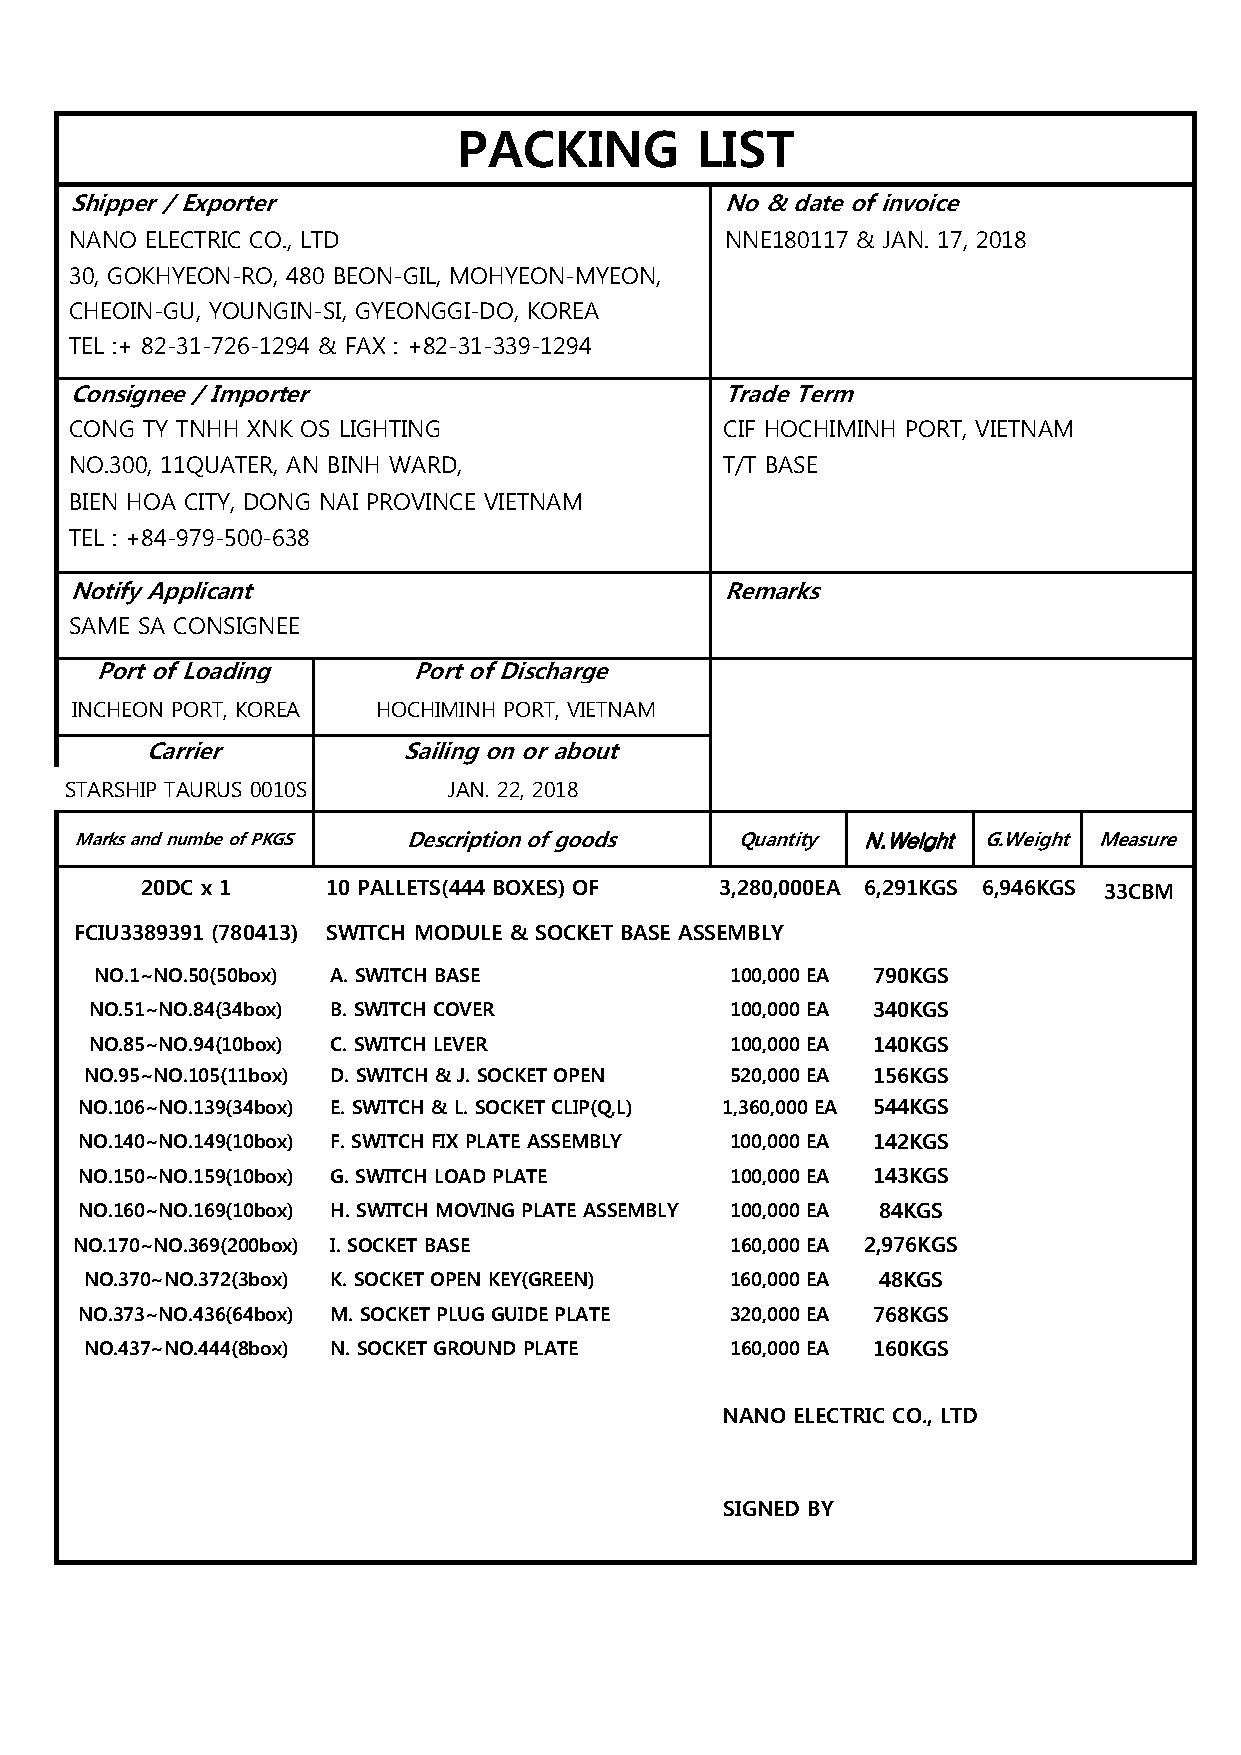 PACKING LIST
Shipper / Exporter
No & date of invoice
NANO ELECTRIC CO., LTD
NNE180117 & JAN. 17, 2018
30, GOKHYEON-RO, 480 BEON-GIL, MOHYEON-MYEON,
CHEOIN-GU, YOUNGIN-SI, GYEONGGI-DO, KOREA
TEL :+ 82-31-726-1294 & FAX : +82-31-339-1294
Consignee / Importer
Trade Term
CONG TY TNHH XNK OS LIGHTING
CIF HOCHIMINH PORT, VIETNAM
NO.300, 11QUATER, AN BINH WARD,
T/T BASE
BIEN HOA CITY, DONG NAI PROVINCE VIETNAM
TEL : +84-979-500-638
Notify Applicant
Remarks
SAME SA CONSIGNEE
Port of Loading
Port of Discharge
INCHEON PORT, KOREA
HOCHIMINH PORT, VIETNAM
Carrier
Sailing on or about
STARSHIP TAURUS 0010S
JAN. 22, 2018
Marks and numbe of PKGS Description of goods Quantity N.Weight G.Weight Measure
20DC x 1 10 PALLETS(444 BOXES) OF 3,280,000EA 6,291KGS 6,946KGS 33CBM
FCIU3389391 (780413) SWITCH MODULE & SOCKET BASE ASSEMBLY
NO.1~NO.50(50box) A. SWITCH BASE 100,000 EA 790KGS
NO.51~NO.84(34box) B. SWITCH COVER 100,000 EA 340KGS
NO.85~NO.94(10box) C. SWITCH LEVER 100,000 EA 140KGS
NO.95~NO.105(11box) D. SWITCH & J. SOCKET OPEN 520,000 EA 156KGS
NO.106~NO.139(34box) E. SWITCH & L. SOCKET CLIP(Q,L) 1,360,000 EA 544KGS
NO.140~NO.149(10box) F. SWITCH FIX PLATE ASSEMBLY 100,000 EA 142KGS
NO.150~NO.159(10box) G. SWITCH LOAD PLATE 100,000 EA 143KGS
NO.160~NO.169(10box) H. SWITCH MOVING PLATE ASSEMBLY 100,000 EA 84KGS
NO.170~NO.369(200box) I. SOCKET BASE 160,000 EA 2,976KGS
NO.370~NO.372(3box) K. SOCKET OPEN KEY(GREEN) 160,000 EA 48KGS
NO.373~NO.436(64box) M. SOCKET PLUG GUIDE PLATE 320,000 EA 768KGS
NO.437~NO.444(8box) N. SOCKET GROUND PLATE 160,000 EA 160KGS
NANO ELECTRIC CO., LTD
SIGNED BY